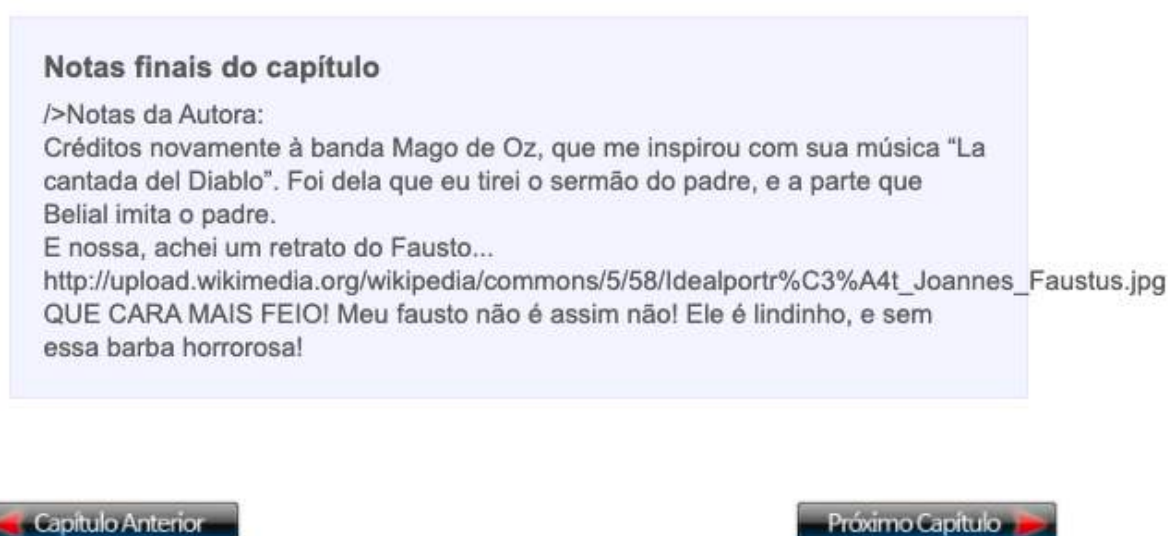 Notas finais do capítulo
/>Notas da Autora:
Créditos novamente à banda Mago de Oz, que me inspirou com sua música “La
cantada del Diablo”. Foi dela que eu tirei o sermão do padre, e a parte que
Belial imita o padre.
E nossa, achei um retrato do Fausto...
http://upload.wikimedia.org/wikipedia/commons/5/58/Idealportr%C3%A4t_Joannes_Faustus.jpg
QUE CARA MAIS FEIO! Meu fausto não é assim não! Ele é lindinho, e sem
essa barba horrorosa!
Capítulo Anterior
Próximo Capítulo